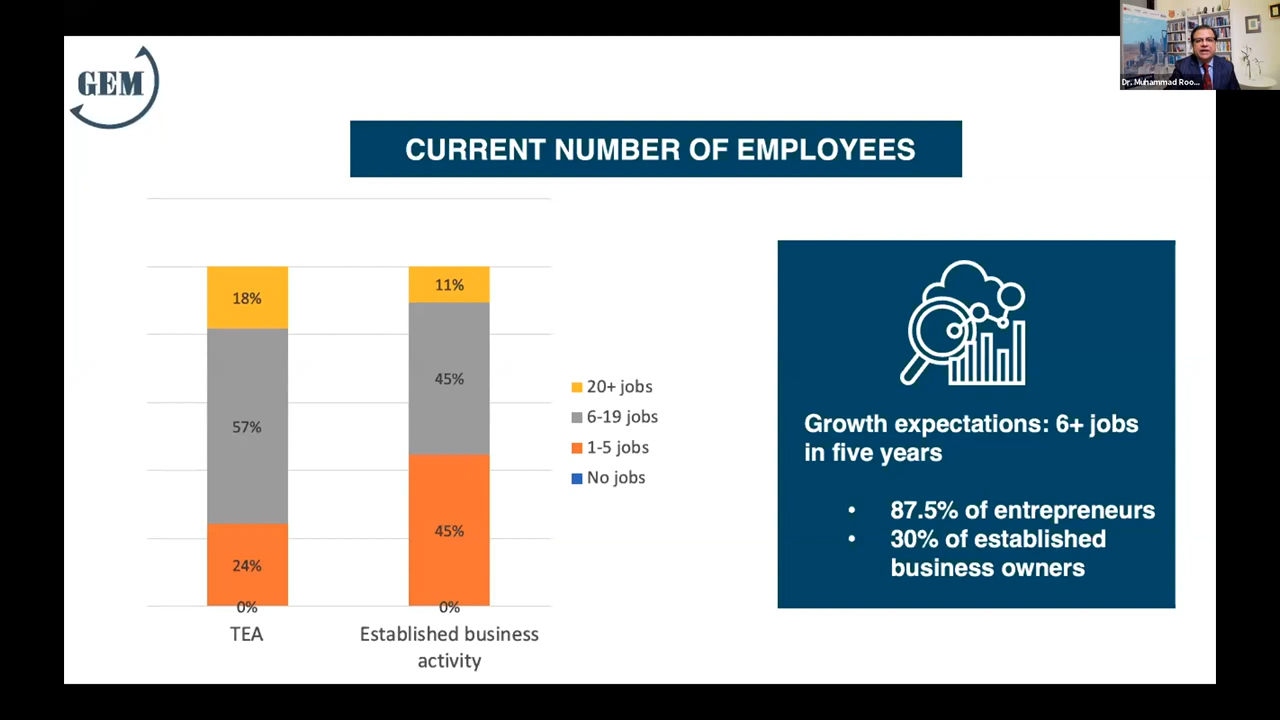 GEM
Dr. Muhammad Roo...
CURRENT NUMBER OF EMPLOYEES
18%
57%
24%
0%
TEA
11%
45%
45%
0%
Established business
activity
20+ jobs
6-19 jobs
1-5 jobs
No jobs
Growth expectations: 6+ jobs
in five years
• 87.5% of entrepreneurs
• 30% of established
business owners